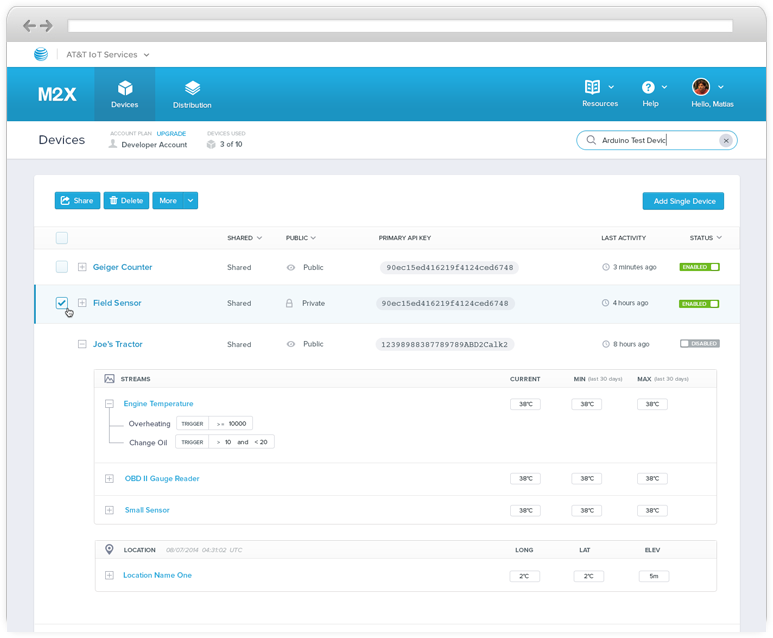 AT&T IoT Services
M2X
Devices
Distribution
Resources
Help
Hello, Matias
Devices
ACCOUNT PLAN UPGRADE
Developer Account
DEVICES USED
3 of 10
Arduino Test Devic
Share
Delete
More
Add Single Device
SHARED PUBLIC PRIMARY API KEY LAST ACTIVITY STATUS
Geiger Counter Shared Public 90ec15ed416219f4124ced6748 3 minutes ago ENABLED
Field Sensor Shared Private 90ec15ed416219f4124ced6748 4 hours ago ENABLED
Joe's Tractor Shared Public 12398988387789789ABD2Calk2 8 hours ago DISABLED
STREAMS CURRENT MIN (last 30 days) MAX (last 30 days)
Engine Temperature 38°C 38°C 38°C
Overheating TRIGGER >= 10000
Change Oil TRIGGER > 10 and < 20
OBD II Gauge Reader 38°C 38°C 38°C
Small Sensor 38°C 38°C 38°C
LOCATION 08/07/2014 04:31:02 UTC LONG LAT ELEV
Location Name One 2°C 2°C 5m